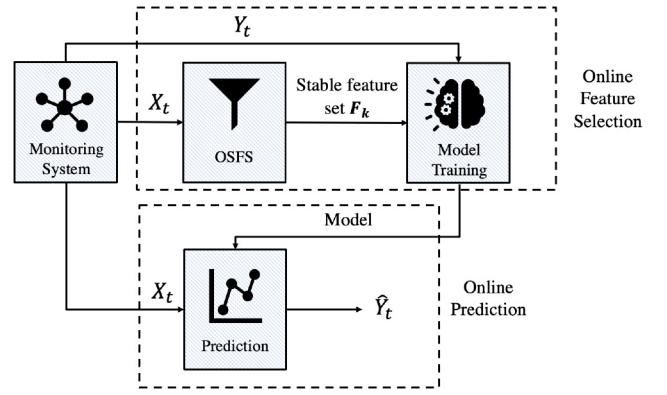 Y_t
X_t
Monitoring
System
OSFS
Stable feature
set F_k
Model
Training
Online
Feature
Selection
Model
X_t
Prediction
Ŷ_t
Online
Prediction